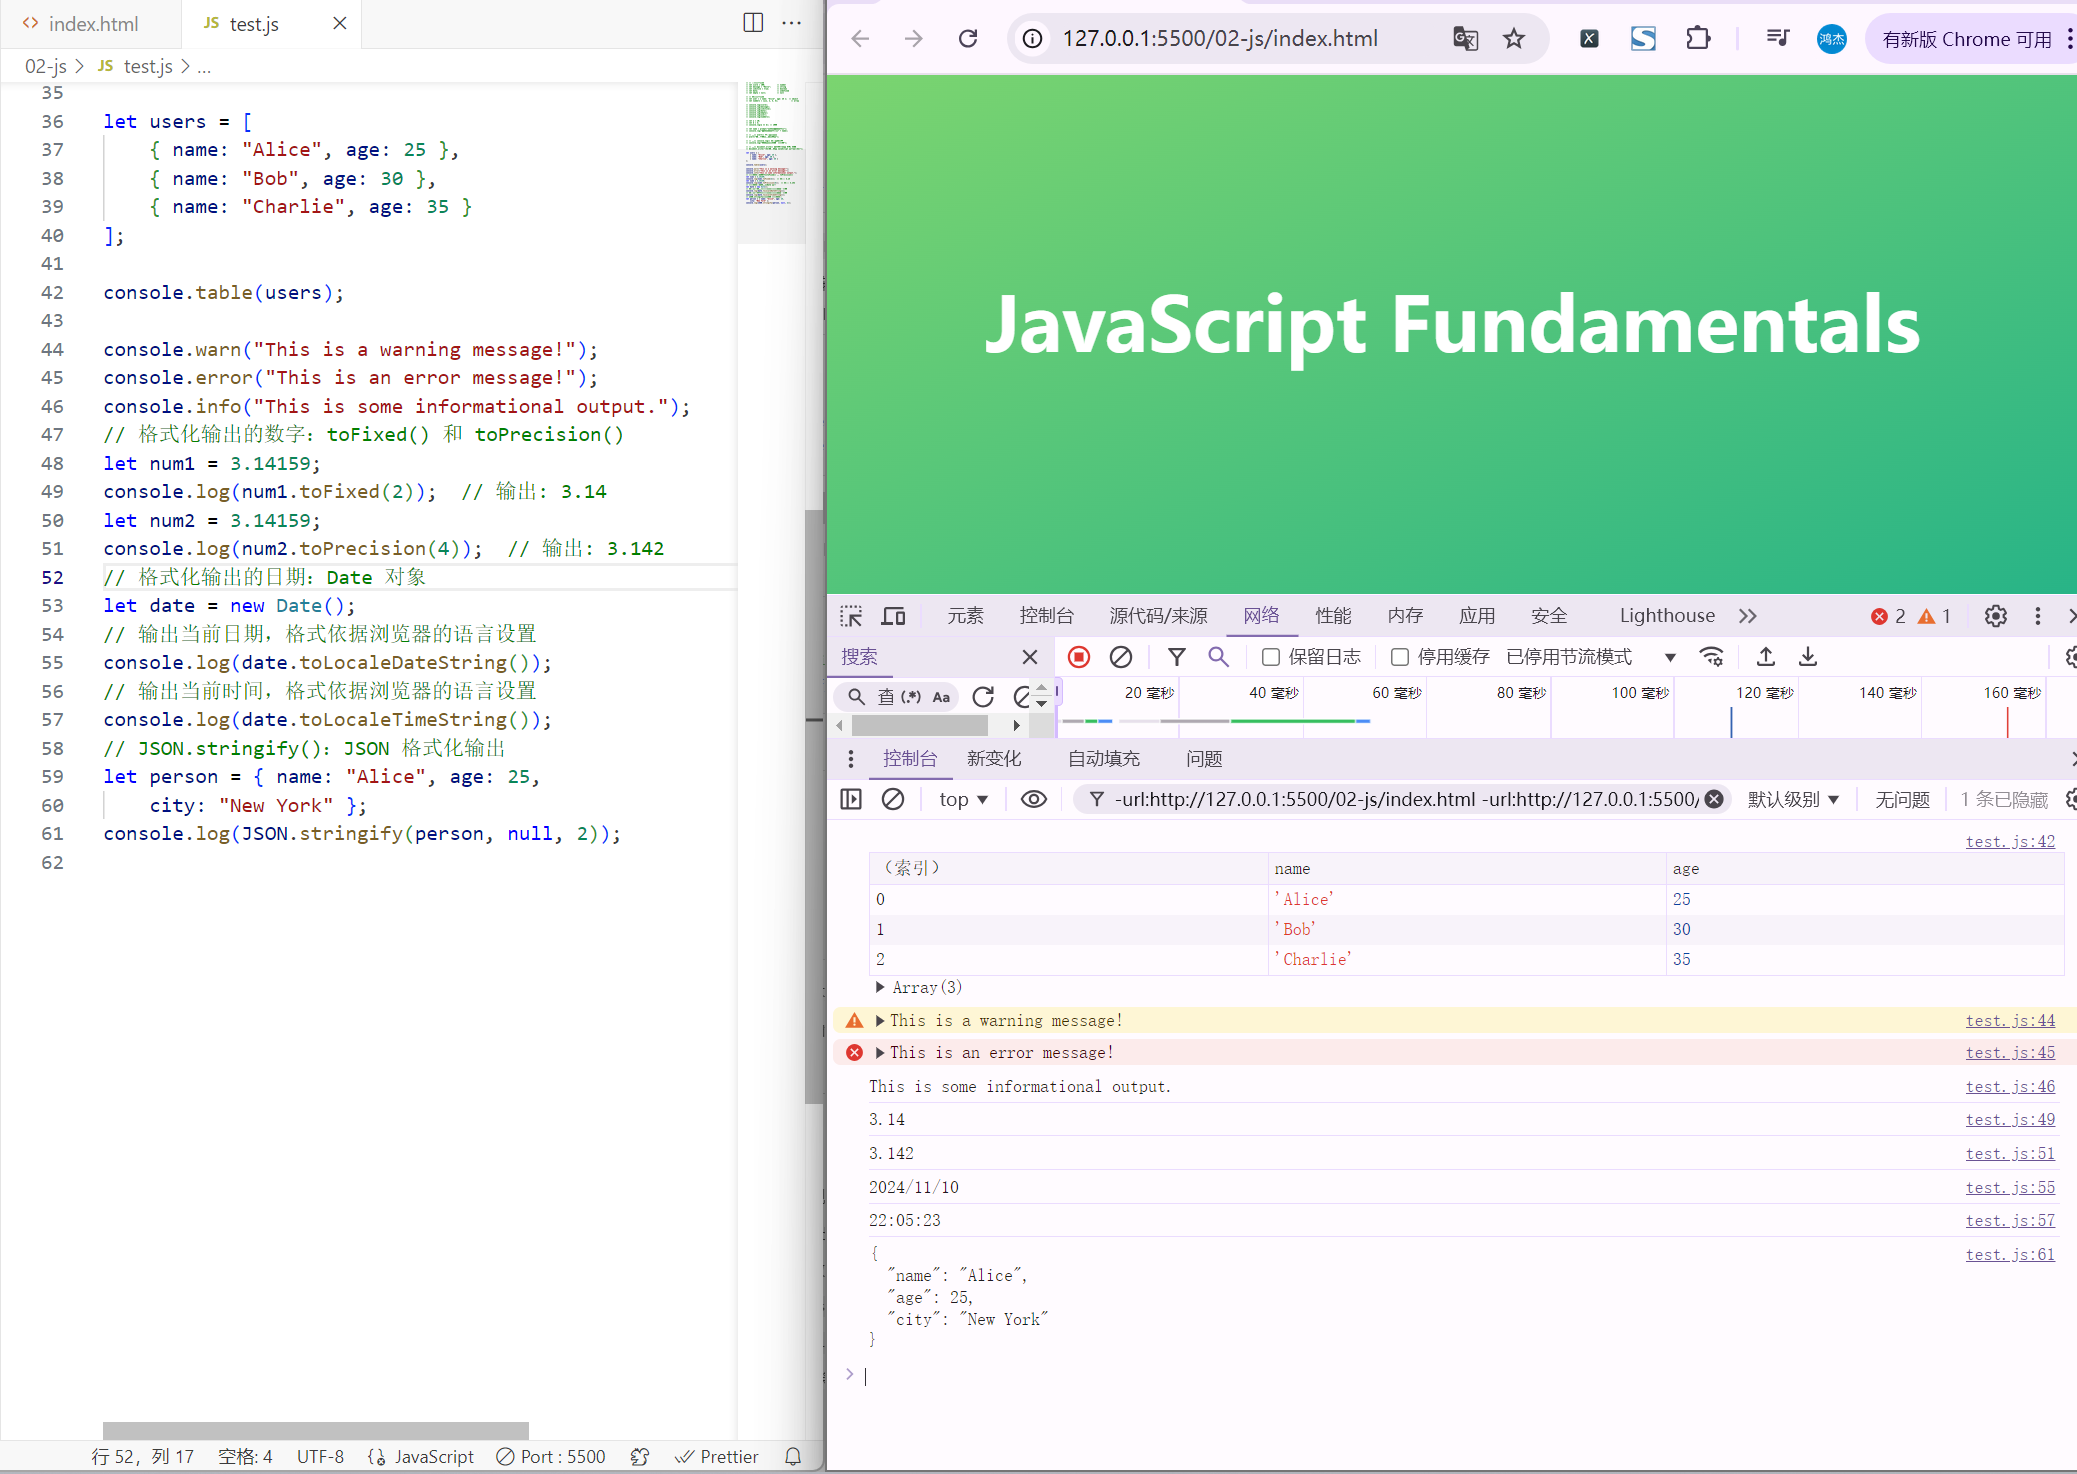 index.html
JS test.js
02-js > JS test.js > ...
35
36 let users = [
37 { name: "Alice", age: 25 },
38 { name: "Bob", age: 30 },
39 { name: "Charlie", age: 35 }
40 ];
41
42 console.table(users);
43
44 console.warn("This is a warning message!");
45 console.error("This is an error message!");
46 console.info("This is some informational output.");
47 // 格式化输出的数字：toFixed() 和 toPrecision()
48 let num1 = 3.14159;
49 console.log(num1.toFixed(2));  // 输出: 3.14
50 let num2 = 3.14159;
51 console.log(num2.toPrecision(4));  // 输出: 3.142
52 // 格式化输出的日期：Date 对象
53 let date = new Date();
54 // 输出当前日期，格式依据浏览器的语言设置
55 console.log(date.toLocaleDateString());
56 // 输出当前时间，格式依据浏览器的语言设置
57 console.log(date.toLocaleTimeString());
58 // JSON.stringify()：JSON 格式化输出
59 let person = { name: "Alice", age: 25,
60 city: "New York" };
61 console.log(JSON.stringify(person, null, 2));
62
行 52，列 17 空格: 4 UTF-8 {} JavaScript Port : 5500 Prettier
127.0.0.1:5500/02-js/index.html 鸿杰 有新版 Chrome 可用
JavaScript Fundamentals
元素 控制台 源代码/来源 网络 性能 内存 应用 安全 Lighthouse 2 1
搜索 保留日志 停用缓存 已停用节流模式
查 (.*) Aa 20 毫秒 40 毫秒 60 毫秒 80 毫秒 100 毫秒 120 毫秒 140 毫秒 160 毫秒
控制台 新变化 自动填充 问题
top -url:http://127.0.0.1:5500/02-js/index.html -url:http://127.0.0.1:5500/ 默认级别 无问题 1 条已隐藏
test.js:42
（索引） name age
0 'Alice' 25
1 'Bob' 30
2 'Charlie' 35
Array(3)
This is a warning message! test.js:44
This is an error message! test.js:45
This is some informational output. test.js:46
3.14 test.js:49
3.142 test.js:51
2024/11/10 test.js:55
22:05:23 test.js:57
{ test.js:61
"name": "Alice",
"age": 25,
"city": "New York"
}